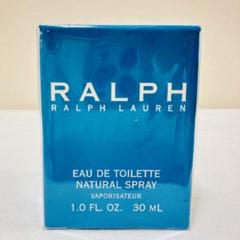 RALPH
RALPH LAUREN
EAU DE TOILETTE
NATURAL SPRAY
VAPORISATEUR
1.0 FL. OZ. 30 mL